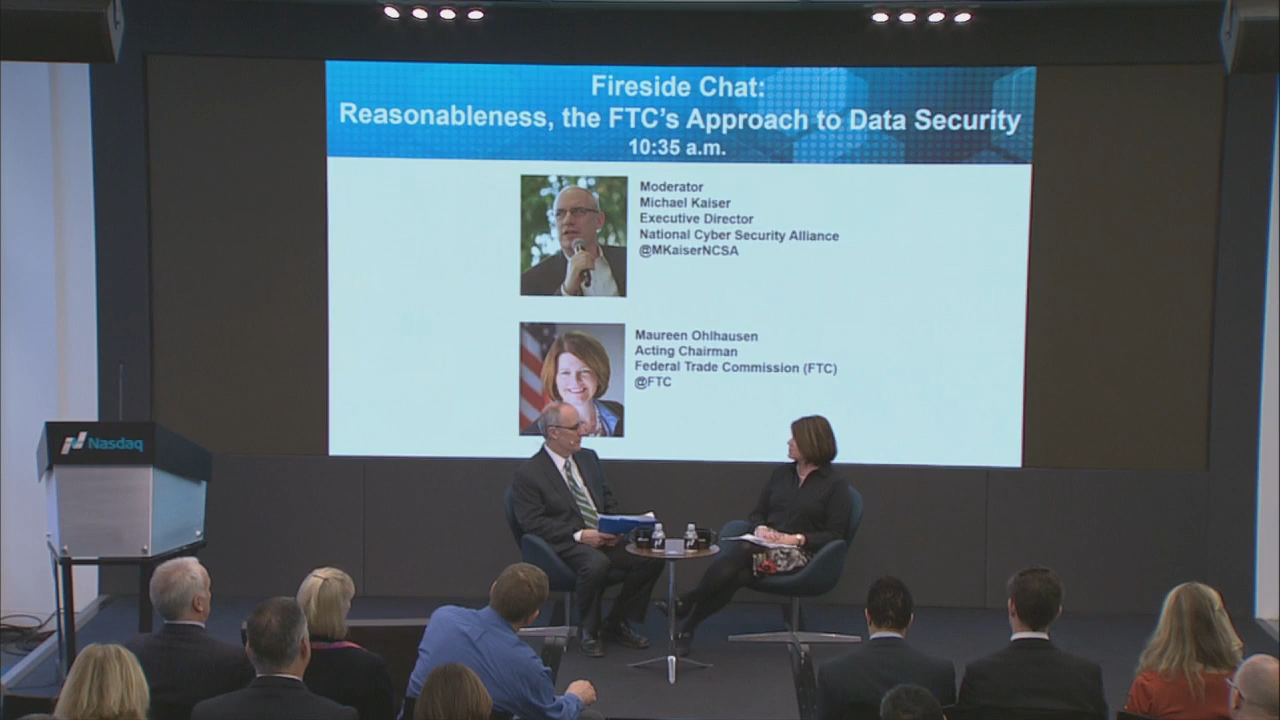 Fireside Chat:
Reasonableness, the FTC's Approach to Data Security
10:35 a.m.
Moderator
Michael Kaiser
Executive Director
National Cyber Security Alliance
@MKaiserNCSA
Maureen Ohlhausen
Acting Chairman
Federal Trade Commission (FTC)
@FTC
Nasdaq